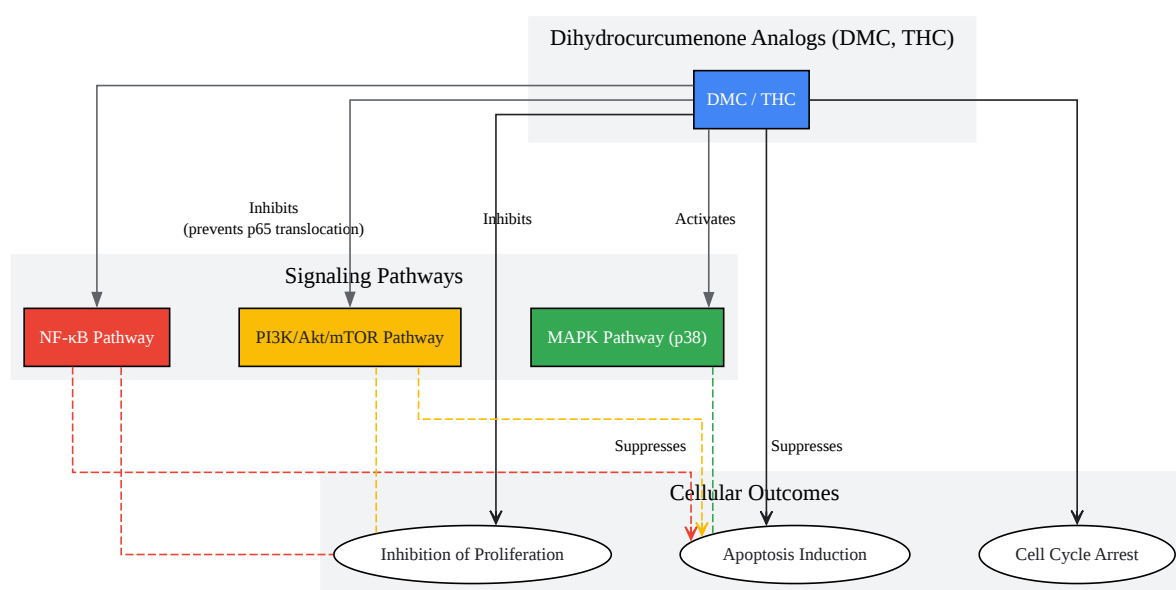 Dihydrocurcumenone Analogs (DMC, THC)
DMC / THC
Inhibits
(prevents p65 translocation)
Inhibits
Activates
Signaling Pathways
NF-κB Pathway
PI3K/Akt/mTOR Pathway
MAPK Pathway (p38)
Suppresses
Suppresses
Cellular Outcomes
Inhibition of Proliferation
Apoptosis Induction
Cell Cycle Arrest